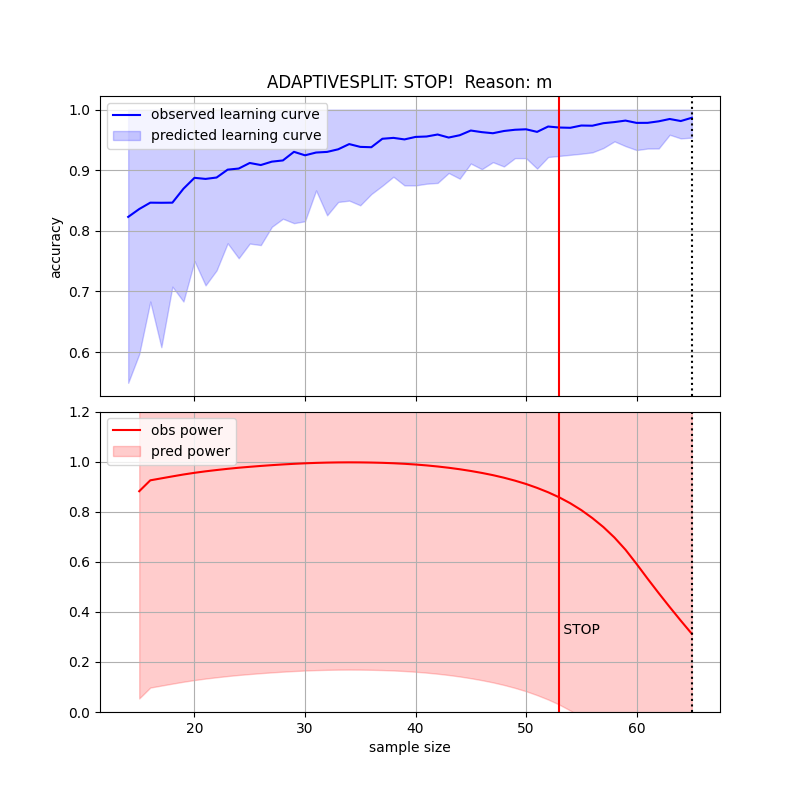 ADAPTIVESPLIT: STOP!  Reason: m
observed learning curve
predicted learning curve
accuracy
1.0
0.9
0.8
0.7
0.6
obs power
pred power
1.2
1.0
0.8
0.6
0.4
0.2
0.0
STOP
20 30 40 50 60
sample size